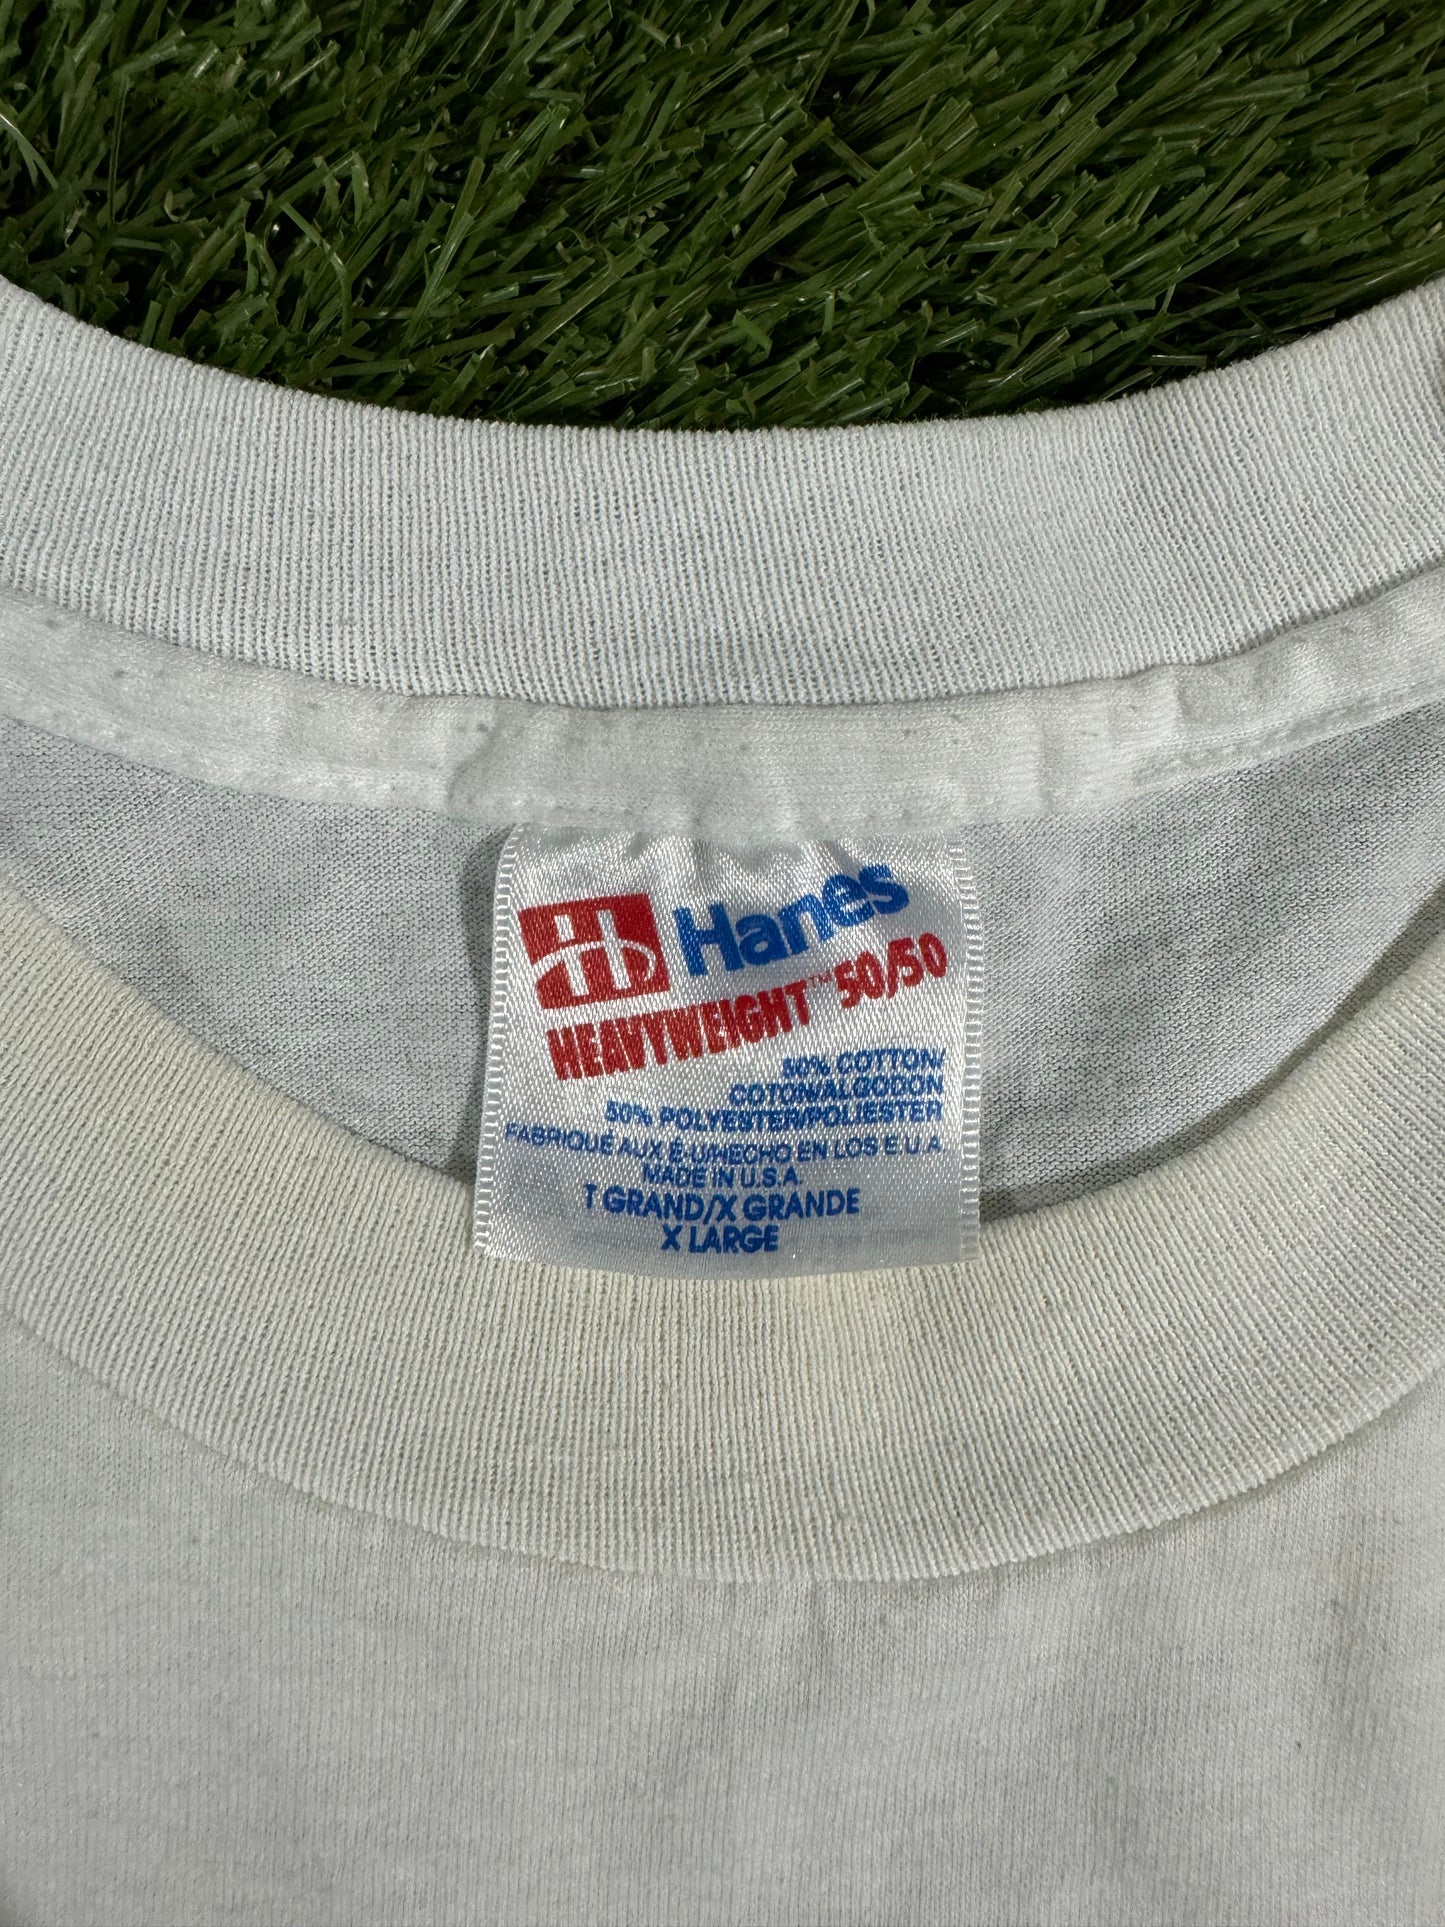 Hanes
HEAVYWEIGHT™ 50/50
50% COTTON/
COTON/ALGODON
50% POLYESTER/POLIESTER
FABRIQUÉ AUX É-U/HECHO EN LOS E.U.A.
MADE IN U.S.A.
T GRAND/X GRANDE
X LARGE